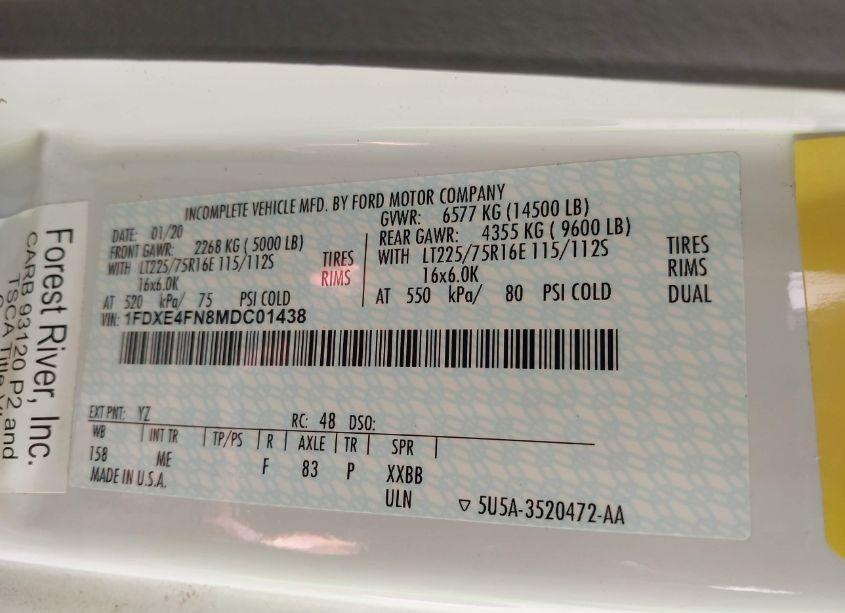 INCOMPLETE VEHICLE MFD. BY FORD MOTOR COMPANY
DATE: 01/20 GVWR: 6577 KG (14500 LB)
FRONT GAWR: 2268 KG ( 5000 LB) REAR GAWR: 4355 KG ( 9600 LB)
WITH LT225/75R16E 115/112S TIRES WITH LT225/75R16E 115/112S TIRES
16x6.0K RIMS 16x6.0K RIMS
AT 520 kPa/ 75 PSI COLD AT 550 kPa/ 80 PSI COLD DUAL
VIN: 1FDXE4FN8MDC01438
EXT PNT: YZ RC: 48 DSO:
WB INT TR TP/PS R AXLE TR SPR
158 ME F 83 P XXBB
MADE IN U.S.A. ULN ▽ 5U5A-3520472-AA
Forest River, Inc.
CARB 93120 P2 and
TSCA Title VI